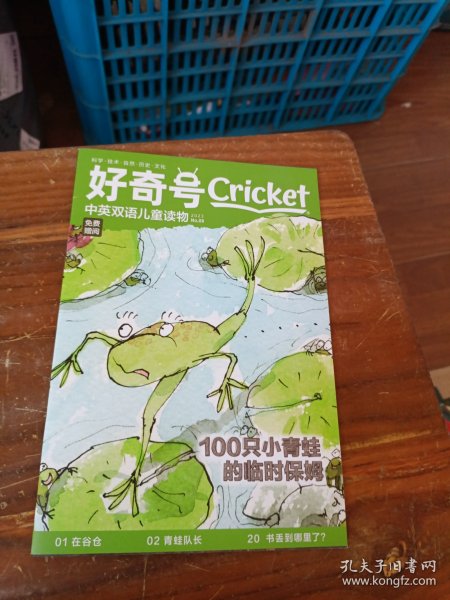 科学·技术·自然·历史·文化
好奇号Cricket
中英双语儿童读物
2022
No.09
免费
赠阅
100只小青蛙
的临时保姆
01 在谷仓
02 青蛙队长
20 书丢到哪里了?
孔夫子旧书网
www.kongfz.com